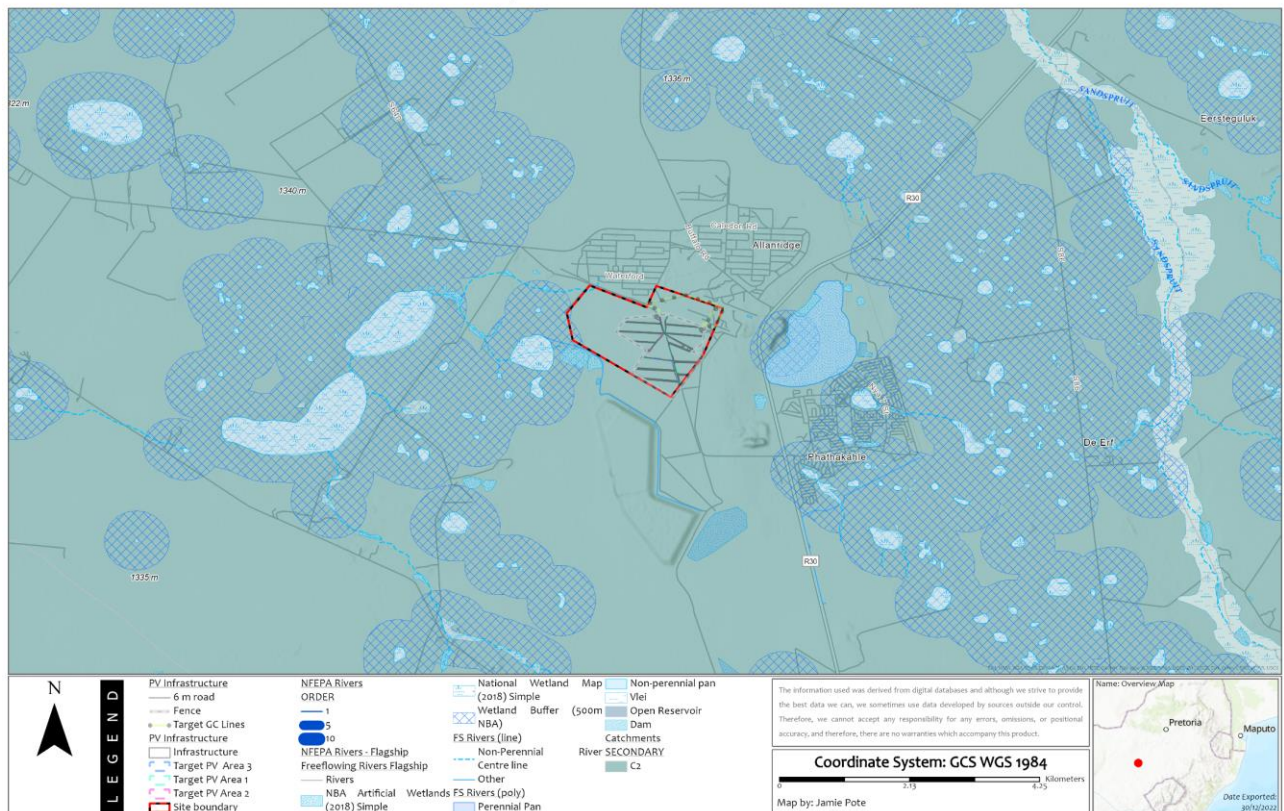 1336 m
SANDSPRUIT
Eersteguluk
1322 m
SANDSPRUIT
1340 m
R30
Caledon Rd
Allanridge
Waterford
SANDSPRUIT
De Erf
Phathakahle
R30
1335 m
N
LEGEND
PV Infrastructure
6 m road
Fence
Target GC Lines
PV Infrastructure
Infrastructure
Target PV Area 3
Target PV Area 1
Target PV Area 2
Site boundary
NFEPA Rivers
ORDER
1
5
10
NFEPA Rivers - Flagship
Freeflowing Rivers Flagship
Rivers
NBA Artificial Wetlands
(2018) Simple
National Wetland Map
(2018) Simple
Wetland Buffer (500m
NBA)
FS Rivers (line)
Non-Perennial
Centre line
Other
FS Rivers (poly)
Perennial Pan
Non-perennial pan
Vlei
Open Reservoir
Dam
Catchments
River SECONDARY
C2
The information used was derived from digital databases and although we strive to provide
the best data we can, we sometimes use data developed by sources outside our control.
Therefore, we cannot accept any responsibility for any errors, omissions, or positional
accuracy, and therefore, there are no warranties which accompany this product.
Coordinate System: GCS WGS 1984
Kilometers
0 2.13 4.25
Map by: Jamie Pote
Name: Overview Map
Pretoria
Maputo
Date Exported:
30/12/2022